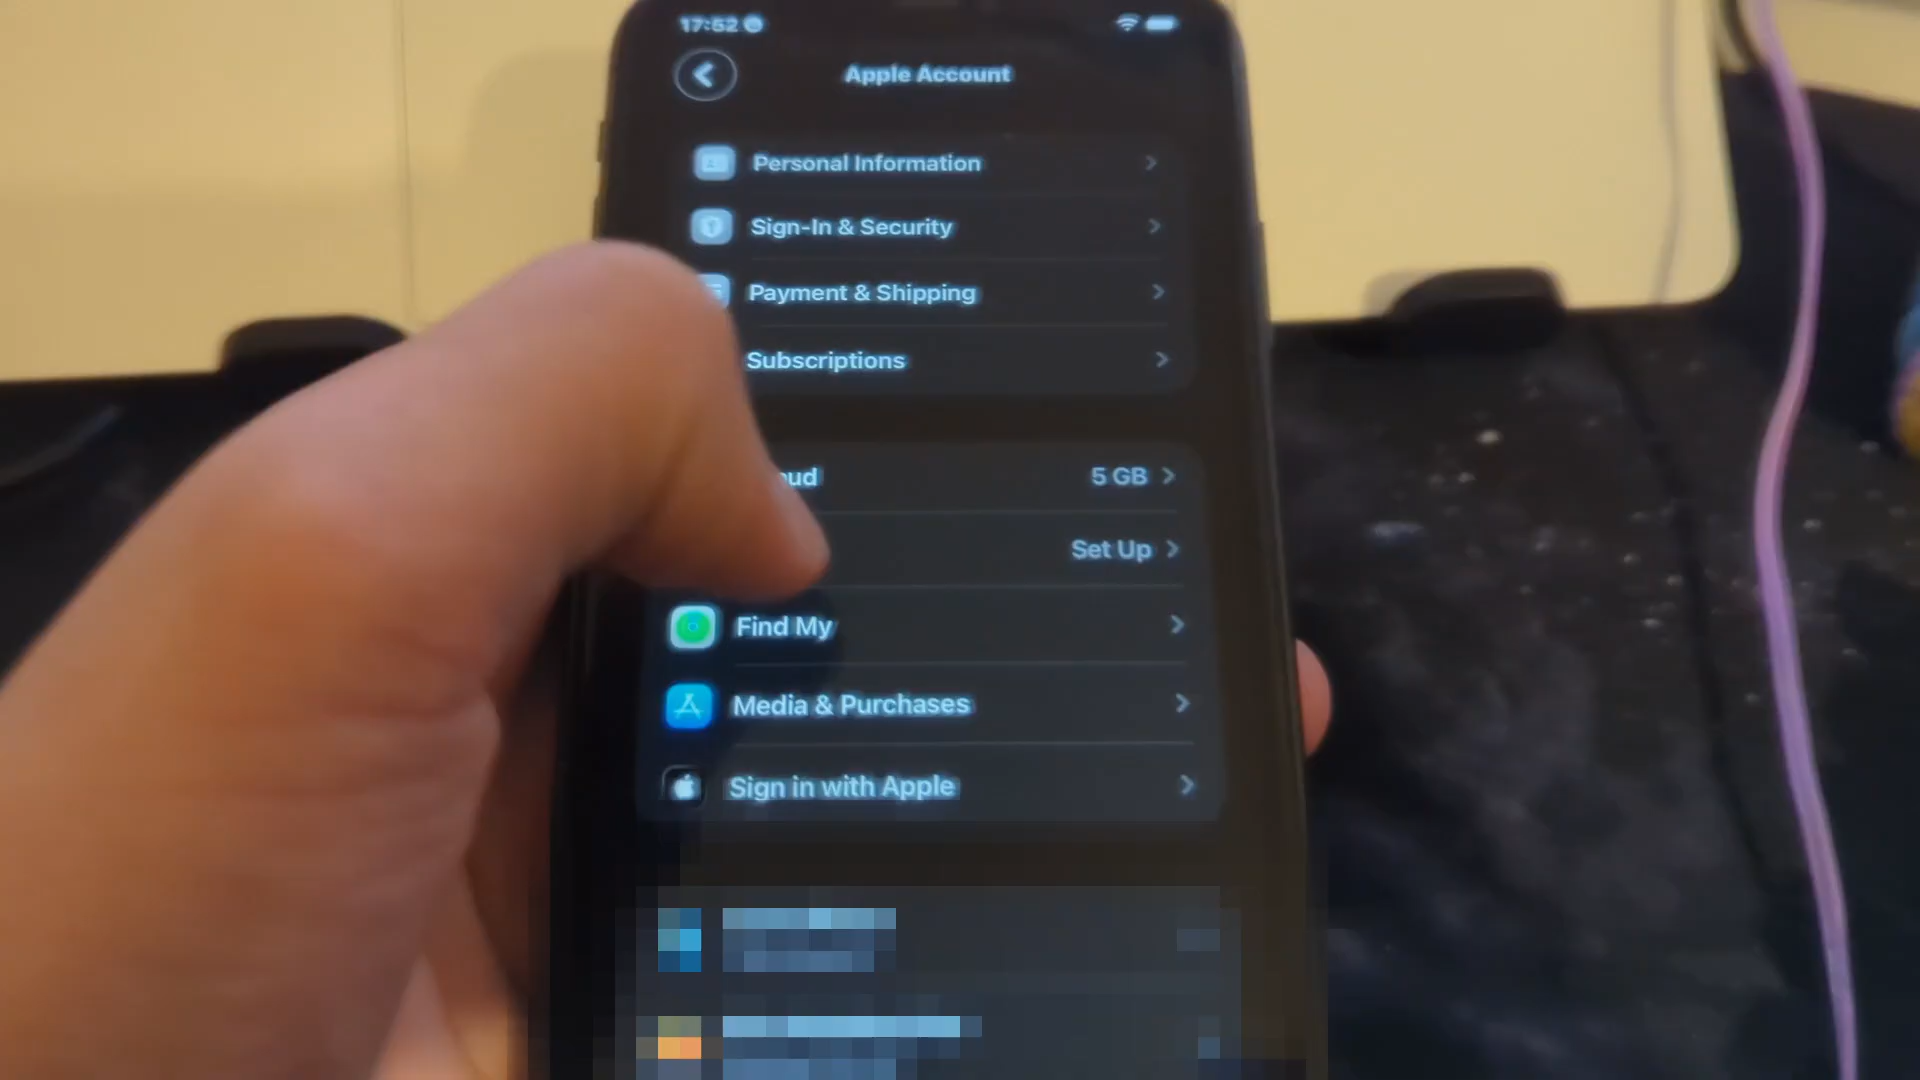 17:52
Apple Account
Personal Information
Sign-In & Security
Payment & Shipping
Subscriptions
oud 5 GB
Set Up
Find My
Media & Purchases
Sign in with Apple